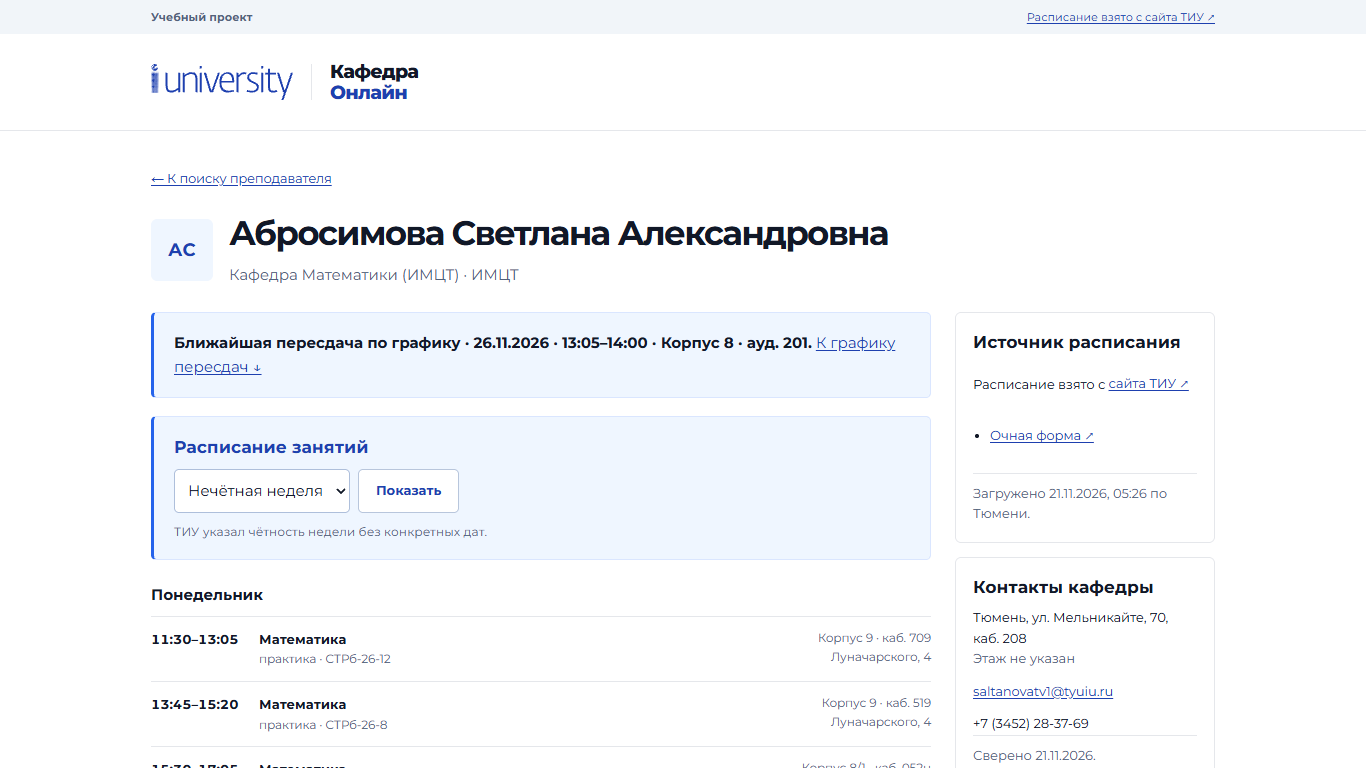 Учебный проект
Расписание взято с сайта ТИУ ↗
i university
Кафедра
Онлайн
← К поиску преподавателя
АС
Абросимова Светлана Александровна
Кафедра Математики (ИМЦТ) · ИМЦТ
Ближайшая пересдача по графику · 26.11.2026 · 13:05–14:00 · Корпус 8 · ауд. 201. К графику
пересдач ↓
Расписание занятий
Нечётная неделя
Показать
ТИУ указал чётность недели без конкретных дат.
Понедельник
11:30–13:05
Математика
практика · СТРб-26-12
Корпус 9 · каб. 709
Луначарского, 4
13:45–15:20
Математика
практика · СТРб-26-8
Корпус 9 · каб. 519
Луначарского, 4
15:30–17:05
Математика
Источник расписания
Расписание взято с сайта ТИУ ↗
• Очная форма ↗
Загружено 21.11.2026, 05:26 по
Тюмени.
Контакты кафедры
Тюмень, ул. Мельникайте, 70,
каб. 208
Этаж не указан
saltanovatv1@tyuiu.ru
+7 (3452) 28-37-69
Сверено 21.11.2026.